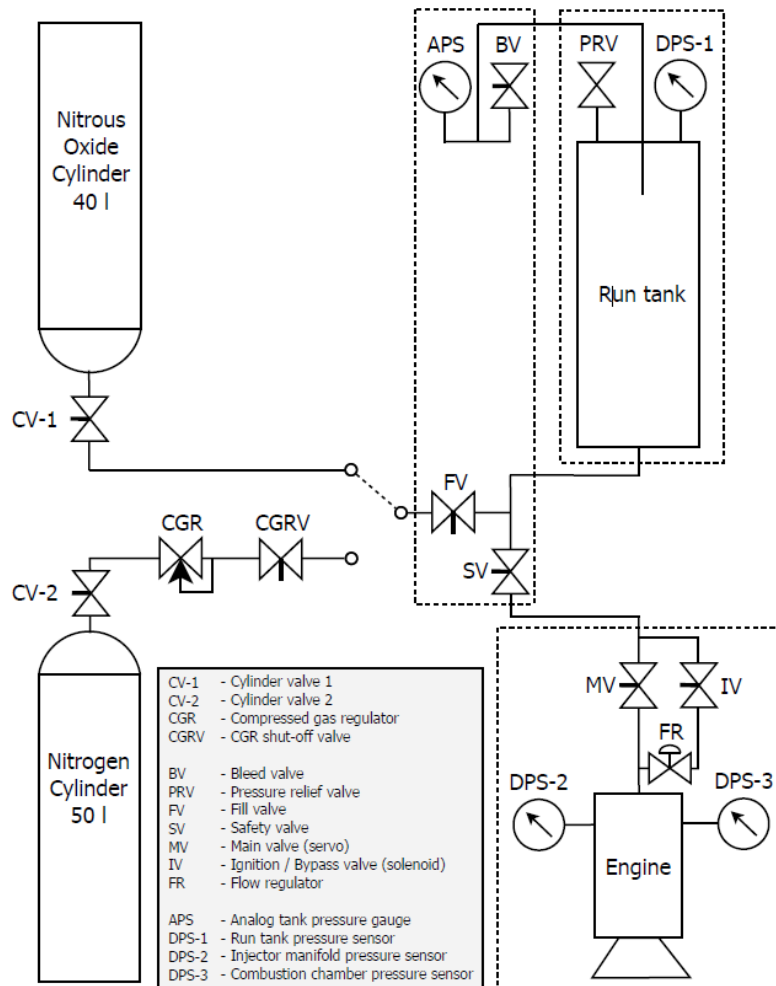 APS
BV
PRV
DPS-1
Nitrous
Oxide
Cylinder
40 l
Run tank
CV-1
FV
CGR
CGRV
SV
CV-2
MV
IV
FR
DPS-2
DPS-3
Engine
Nitrogen
Cylinder
50 l
CV-1 - Cylinder valve 1
CV-2 - Cylinder valve 2
CGR - Compressed gas regulator
CGRV - CGR shut-off valve
BV - Bleed valve
PRV - Pressure relief valve
FV - Fill valve
SV - Safety valve
MV - Main valve (servo)
IV - Ignition / Bypass valve (solenoid)
FR - Flow regulator
APS - Analog tank pressure gauge
DPS-1 - Run tank pressure sensor
DPS-2 - Injector manifold pressure sensor
DPS-3 - Combustion chamber pressure sensor